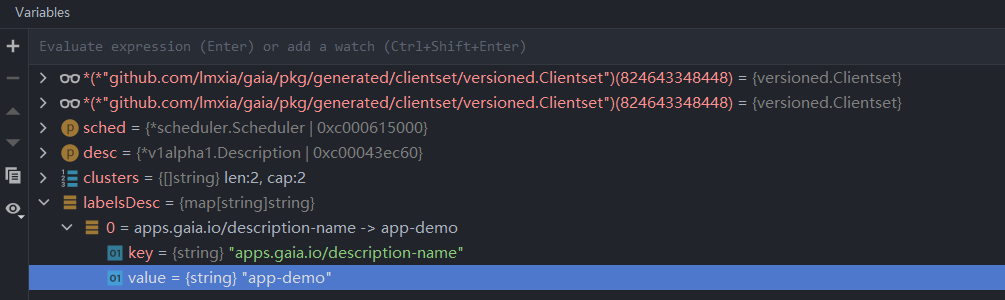 Variables
Evaluate expression (Enter) or add a watch (Ctrl+Shift+Enter)
*(*"github.com/lmxia/gaia/pkg/generated/clientset/versioned.Clientset")(824643348448) = {versioned.Clientset}
*(*"github.com/lmxia/gaia/pkg/generated/clientset/versioned.Clientset")(824643348448) = {versioned.Clientset}
sched = {*scheduler.Scheduler | 0xc000615000}
desc = {*v1alpha1.Description | 0xc00043ec60}
clusters = {[]string} len:2, cap:2
labelsDesc = {map[string]string}
0 = apps.gaia.io/description-name -> app-demo
key = {string} "apps.gaia.io/description-name"
value = {string} "app-demo"